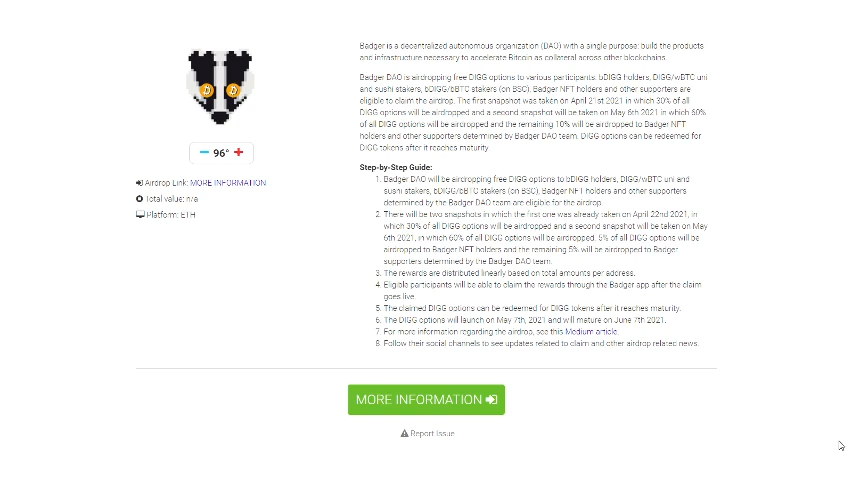 Badger is a decentralized autonomous organization (DAO) with a single purpose: build the products
and infrastructure necessary to accelerate Bitcoin as collateral across other blockchains.
Badger DAO is airdropping free DIGG options to various participants. bDIGG holders, DIGG/wBTC uni
and sushi stakers, bDIGG/bBTC stakers (on BSC). Badger NFT holders and other supporters are
eligible to claim the airdrop. The first snapshot was taken on April 21st 2021 in which 30% of all
DIGG options will be airdropped and a second snapshot will be taken on May 6th 2021 in which 60%
of all DIGG options will be airdropped and the remaining 10% will be airdropped to Badger NFT
holders and other supporters determined by Badger DAO team. DIGG options can be redeemed for
DIGG tokens after it reaches maturity.
96°
Airdrop Link: MORE INFORMATION
Total value: n/a
Platform: ETH
Step-by-Step Guide:
1. Badger DAO will be airdropping free DIGG options to bDIGG holders, DIGG/wBTC uni and
sushi stakers, bDIGG/bBTC stakers (on BSC). Badger NFT holders and other supporters
determined by the Badger DAO team are eligible for the airdrop.
2. There will be two snapshots in which the first one was already taken on April 22nd 2021, in
which 30% of all DIGG options will be airdropped and a second snapshot will be taken on May
6th 2021, in which 60% of all DIGG options will be airdropped. 5% of all DIGG options will be
airdropped to Badger NFT holders and the remaining 5% will be airdropped to Badger
supporters determined by the Badger DAO team.
3. The rewards are distributed linearly based on total amounts per address.
4. Eligible participants will be able to claim the rewards through the Badger app after the claim
goes live.
5. The claimed DIGG options can be redeemed for DIGG tokens after it reaches maturity.
6. The DIGG options will launch on May 7th, 2021 and will mature on June 7th 2021.
7. For more information regarding the airdrop, see this Medium article.
8. Follow their social channels to see updates related to claim and other airdrop related news.
MORE INFORMATION
Report Issue